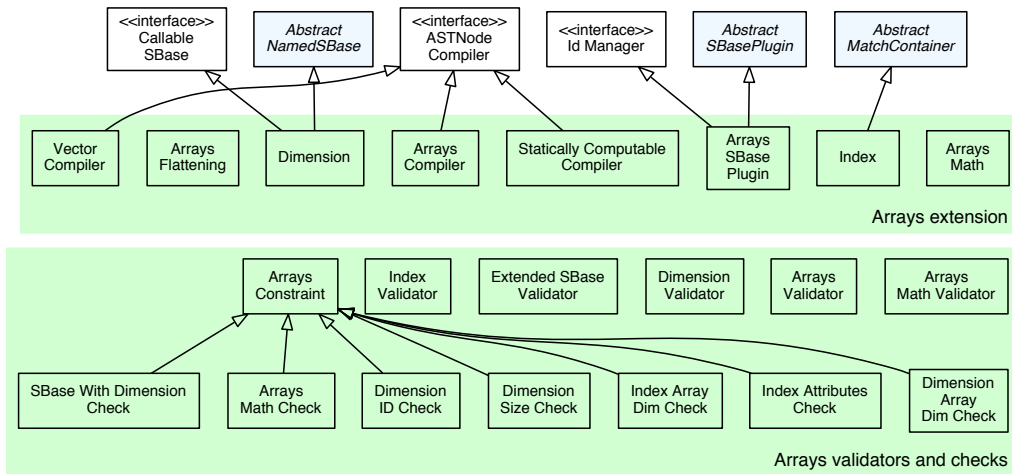 <<interface>>
Callable
SBase
Abstract
NamedSBase
<<interface>>
ASTNode
Compiler
<<interface>>
Id Manager
Abstract
SBasePlugin
Abstract
MatchContainer
Vector
Compiler
Arrays
Flattening
Dimension
Arrays
Compiler
Statically Computable
Compiler
Arrays
SBase
Plugin
Index
Arrays
Math
Arrays extension
Arrays
Constraint
Index
Validator
Extended SBase
Validator
Dimension
Validator
Arrays
Validator
Arrays
Math Validator
SBase With Dimension
Check
Arrays
Math Check
Dimension
ID Check
Dimension
Size Check
Index Array
Dim Check
Index Attributes
Check
Dimension
Array
Dim Check
Arrays validators and checks